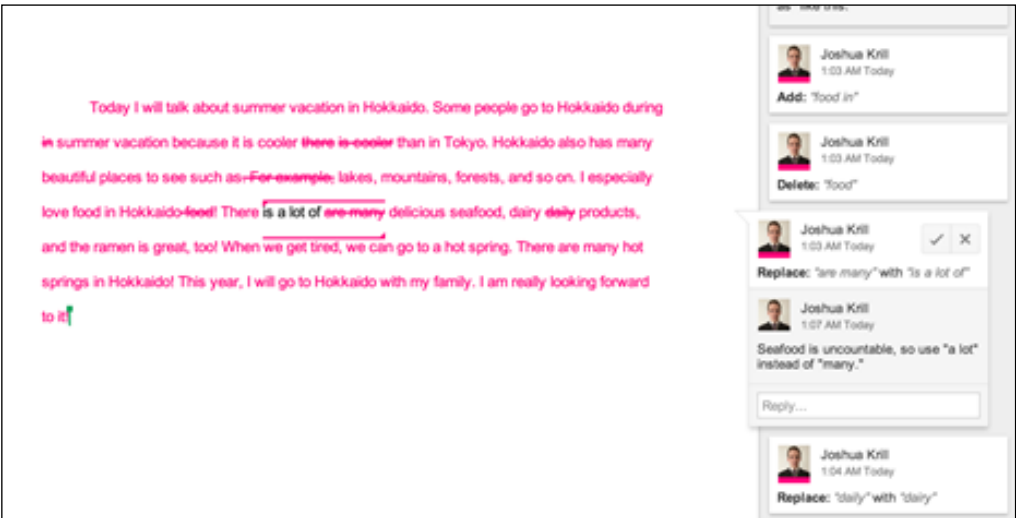 as "like this."
Joshua Krill
1:03 AM Today
Add: "food in"
Joshua Krill
1:03 AM Today
Delete: "food"
Today I will talk about summer vacation in Hokkaido. Some people go to Hokkaido during
in summer vacation because it is cooler there is cooler than in Tokyo. Hokkaido also has many
beautiful places to see such as. For example, lakes, mountains, forests, and so on. I especially
love food in Hokkaido food! There is a lot of are many delicious seafood, dairy daily products,
and the ramen is great, too! When we get tired, we can go to a hot spring. There are many hot
springs in Hokkaido! This year, I will go to Hokkaido with my family. I am really looking forward
to it!
Joshua Krill
1:03 AM Today
Replace: "are many" with "is a lot of"
Joshua Krill
1:07 AM Today
Seafood is uncountable, so use "a lot"
instead of "many."
Reply...
Joshua Krill
1:04 AM Today
Replace: "daily" with "dairy"